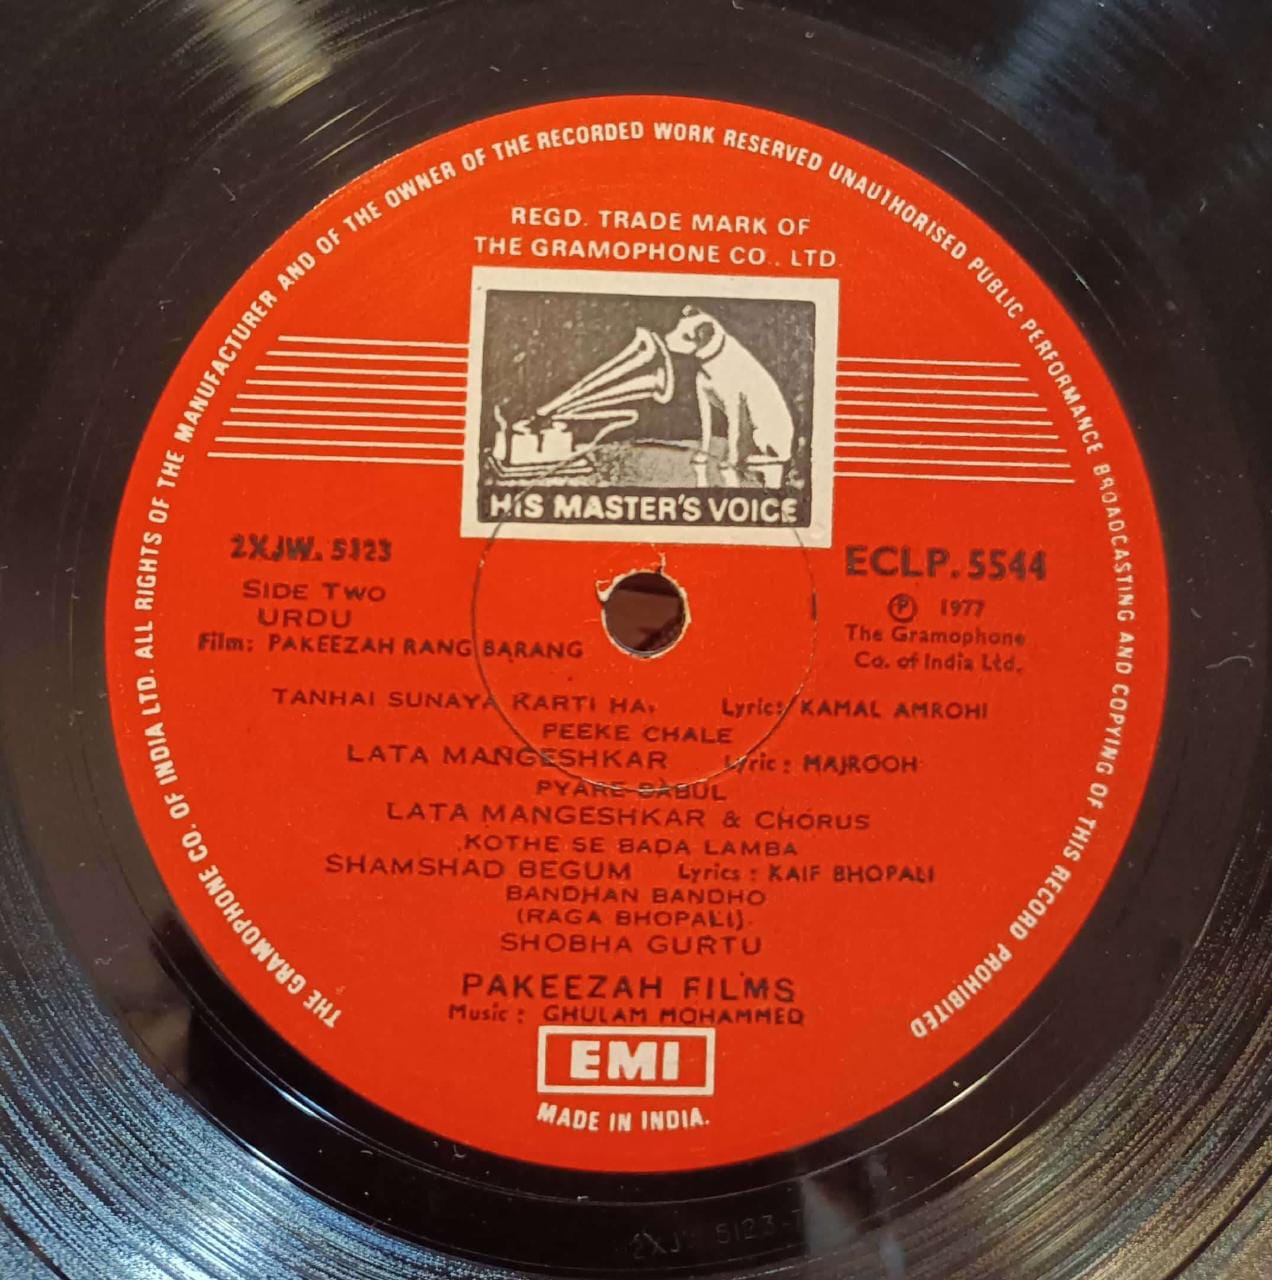 THE GRAMOPHONE CO. OF INDIA LTD. ALL RIGHTS OF THE MANUFACTURER AND OF THE OWNER OF THE RECORDED WORK RESERVED UNAUTHORISED PUBLIC PERFORMANCE BROADCASTING AND COPYING OF THIS RECORD PROHIBITED
REGD. TRADE MARK OF
THE GRAMOPHONE CO., LTD.
HIS MASTER'S VOICE
2XJW. 5123 ECLP. 5544
SIDE TWO ℗ 1977
URDU The Gramophone
Film: PAKEEZAH RANG BARANG Co. of India Ltd.
TANHAI SUNAYA KARTI HAI Lyric: KAMAL AMROHI
PEEKE CHALE
LATA MANGESHKAR Lyric: MAJROOH
PYARE BABUL
LATA MANGESHKAR & CHORUS
KOTHE SE BADA LAMBA
SHAMSHAD BEGUM Lyrics: KAIF BHOPALI
BANDHAN BANDHO
(RAGA BHOPALI)
SHOBHA GURTU
PAKEEZAH FILMS
Music: GHULAM MOHAMMED
EMI
MADE IN INDIA.